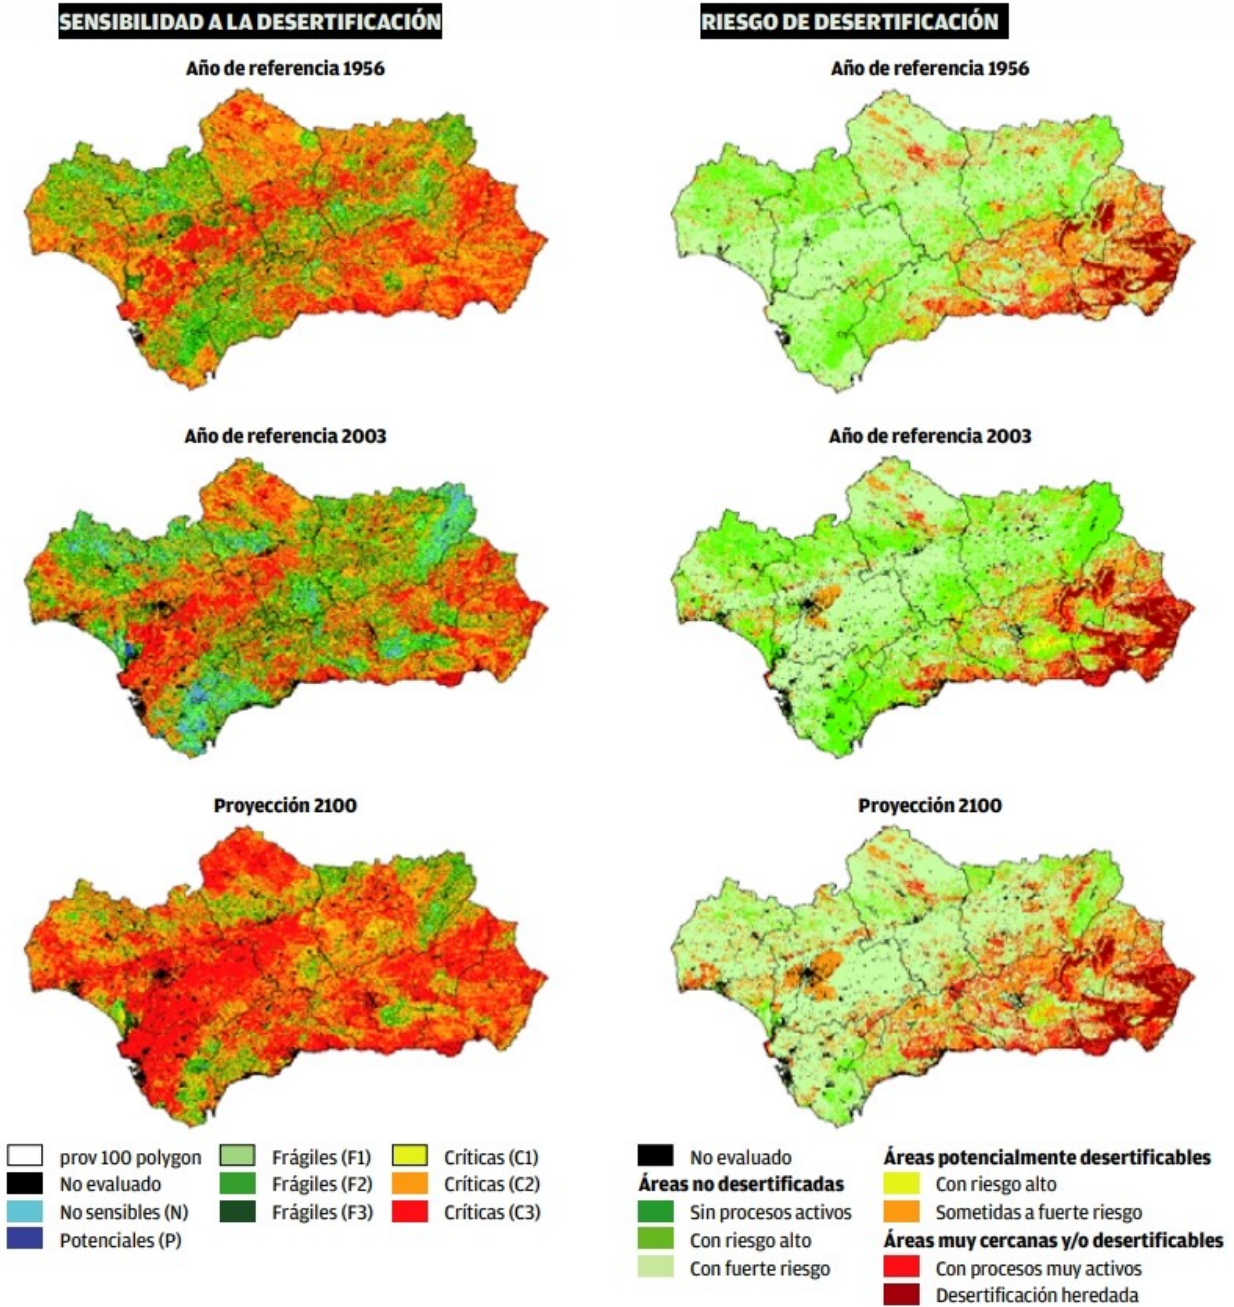 SENSIBILIDAD A LA DESERTIFICACIÓN
Año de referencia 1956
Año de referencia 2003
Proyección 2100
prov 100 polygon
No evaluado
No sensibles (N)
Potenciales (P)
Frágiles (F1)
Frágiles (F2)
Frágiles (F3)
Críticas (C1)
Críticas (C2)
Críticas (C3)
RIESGO DE DESERTIFICACIÓN
Año de referencia 1956
Año de referencia 2003
Proyección 2100
No evaluado
Áreas no desertificadas
Sin procesos activos
Con riesgo alto
Con fuerte riesgo
Áreas potencialmente desertificables
Con riesgo alto
Sometidas a fuerte riesgo
Áreas muy cercanas y/o desertificables
Con procesos muy activos
Desertificación heredada